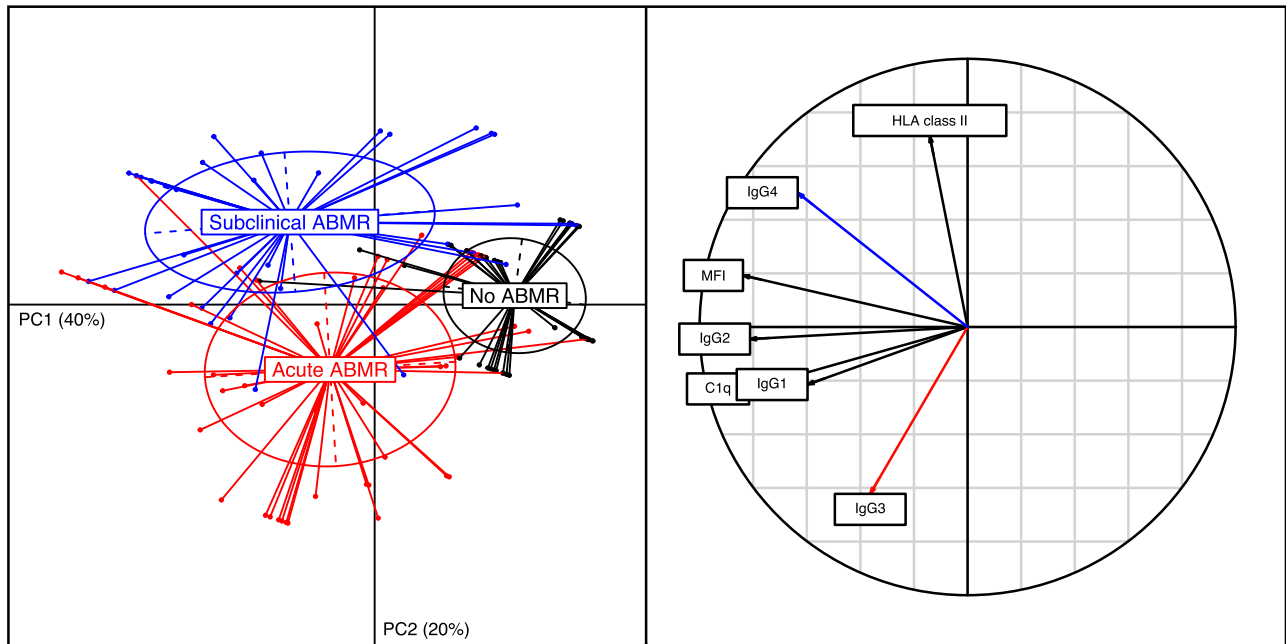 Subclinical ABMR
No ABMR
PC1 (40%)
Acute ABMR
PC2 (20%)
HLA class II
IgG4
MFI
IgG2
C1q
IgG1
IgG3